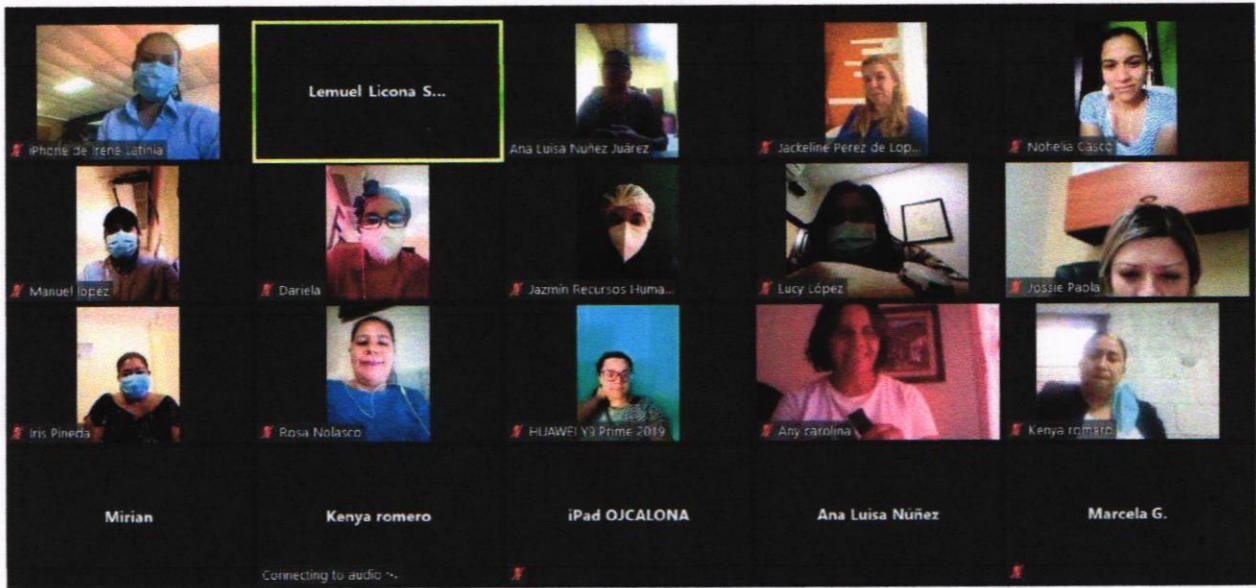 iPhone de Irene Latinia
Lemuel Licona S...
Ana Luisa Nuñez Juárez
Jackeline Perez de Lop...
Nohelia Casco
Manuel lopez
Dariela
Jazmin Recursos Huma...
Lucy López
Jossie Paola
Iris Pineda
Rosa Nolasco
HUAWEI Y9 Prime 2019
Any carolina
Kenya romero
Mirian
Kenya romero
iPad OJCALONA
Ana Luisa Núñez
Marcela G.
Connecting to audio